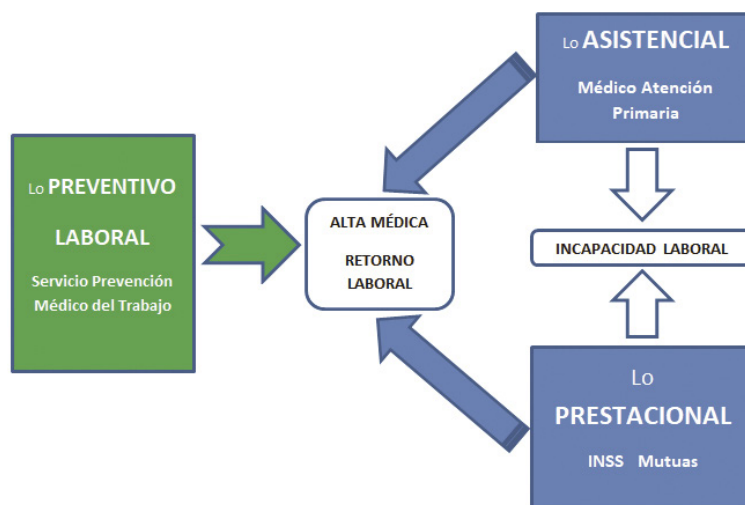 Lo PREVENTIVO
LABORAL
Servicio Prevención
Médico del Trabajo
ALTA MÉDICA
RETORNO
LABORAL
Lo ASISTENCIAL
Médico Atención
Primaria
INCAPACIDAD LABORAL
Lo
PRESTACIONAL
INSS Mutuas